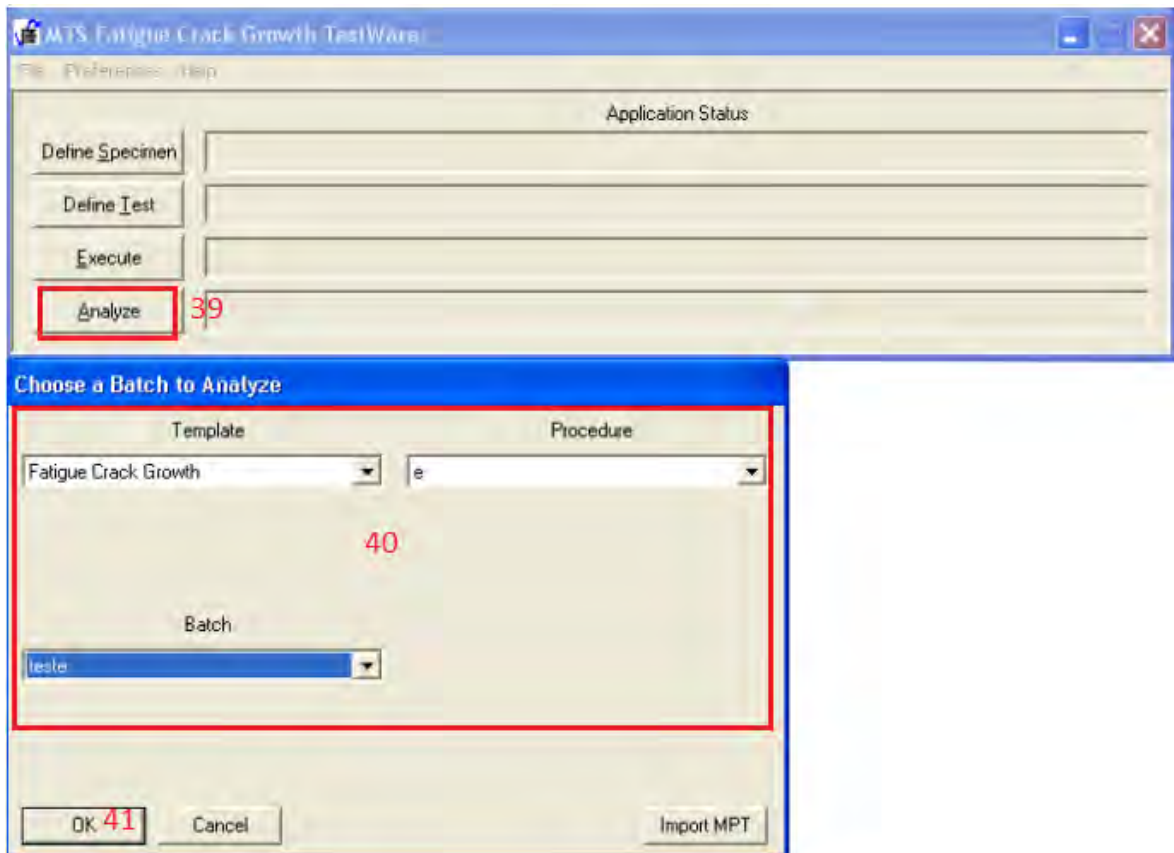 MTS Fatigue Crack Growth TestWare
File Preferences Help
Application Status
Define Specimen
Define Test
Execute
Analyze 39
Choose a Batch to Analyze
Template Procedure
Fatigue Crack Growth e
40
Batch
teste
OK 41 Cancel Import MPT